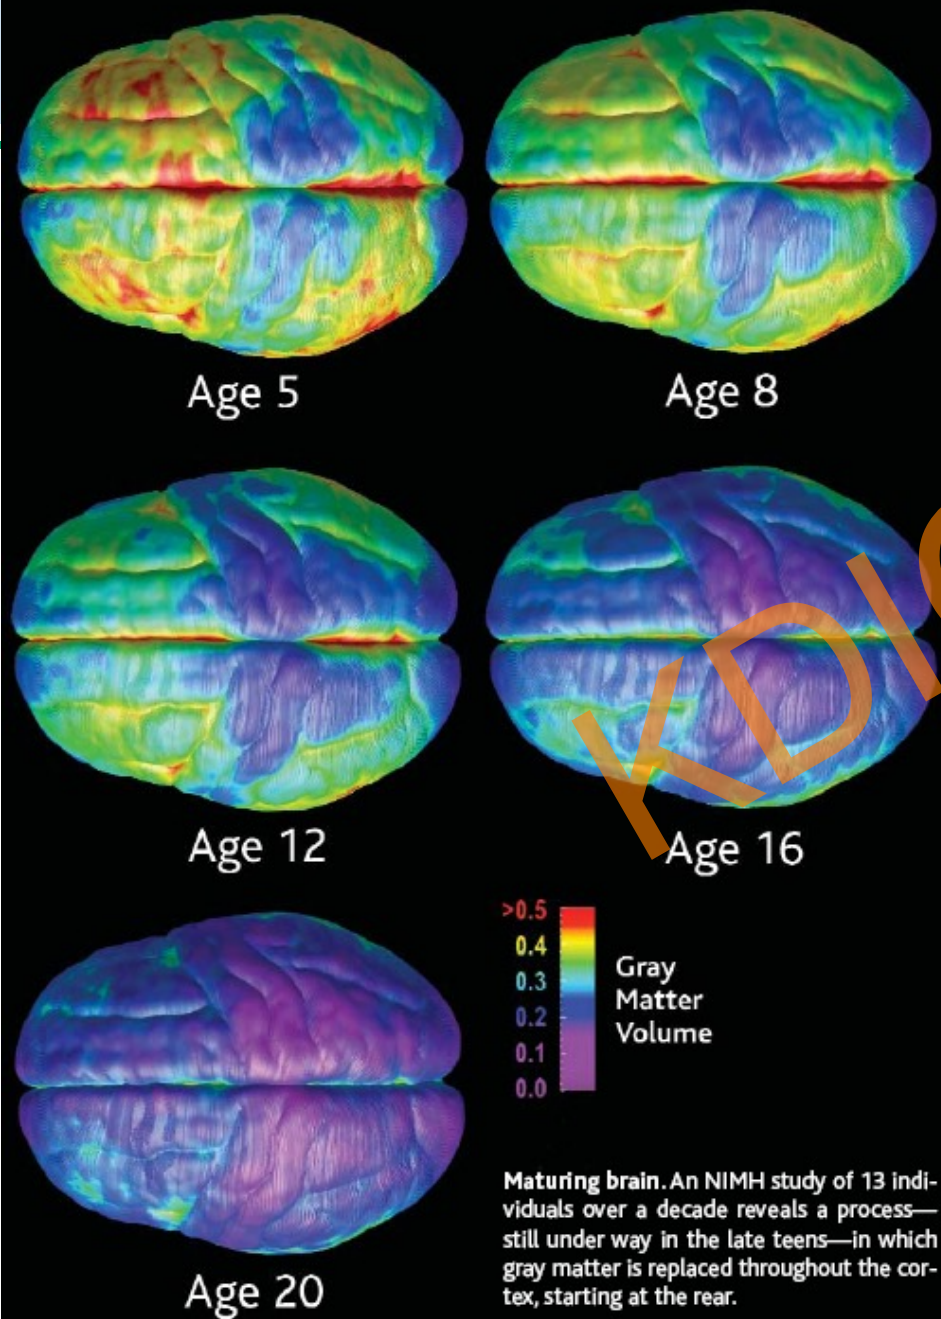 Age 5
Age 8
Age 12
Age 16
>0.5
0.4
0.3
0.2
0.1
0.0
Gray
Matter
Volume
Maturing brain. An NIMH study of 13 indi-
viduals over a decade reveals a process—
still under way in the late teens—in which
gray matter is replaced throughout the cor-
tex, starting at the rear.
Age 20
KDI